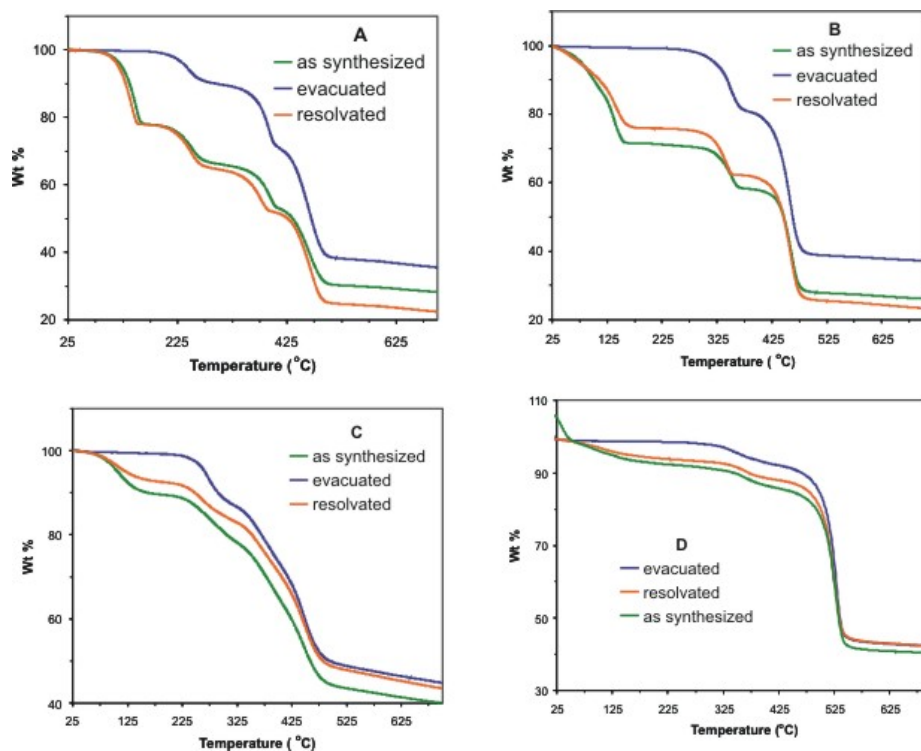 A
as synthesized
evacuated
resolvated
100
80
60
40
20
Wt %
25 225 425 625
Temperature ( °C)
B
as synthesized
evacuated
resolvated
100
80
60
40
20
Wt %
25 125 225 325 425 525 625
Temperature ( °C)
C
as synthesized
evacuated
resolvated
100
80
60
40
Wt %
25 125 225 325 425 525 625
Temperature ( °C)
D
evacuated
resolvated
as synthesized
110
90
70
50
30
Wt %
25 125 225 325 425 525 625
Temperature ( °C)